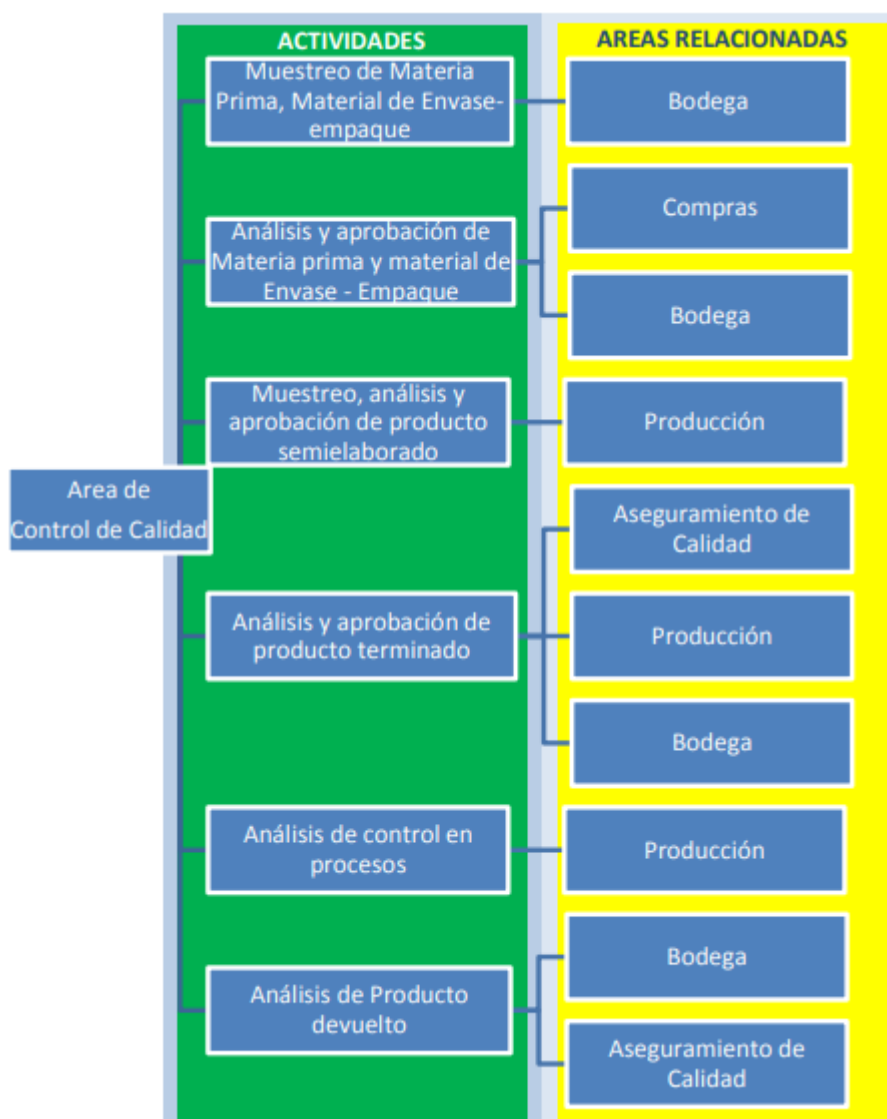 ACTIVIDADES
AREAS RELACIONADAS
Muestreo de Materia
Prima, Material de Envase-
empaque
Bodega
Análisis y aprobación de
Materia prima y material de
Envase - Empaque
Compras
Bodega
Muestreo, análisis y
aprobación de producto
semielaborado
Producción
Area de
Control de Calidad
Análisis y aprobación de
producto terminado
Aseguramiento de
Calidad
Producción
Bodega
Análisis de control en
procesos
Producción
Análisis de Producto
devuelto
Bodega
Aseguramiento de
Calidad